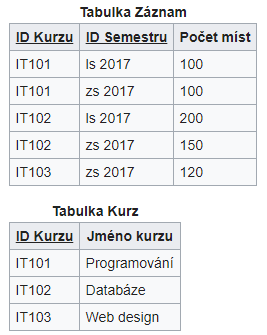 Tabulka Záznam
ID Kurzu ID Semestru Počet míst
IT101 ls 2017 100
IT101 zs 2017 100
IT102 ls 2017 200
IT102 zs 2017 150
IT103 zs 2017 120
Tabulka Kurz
ID Kurzu Jméno kurzu
IT101 Programování
IT102 Databáze
IT103 Web design